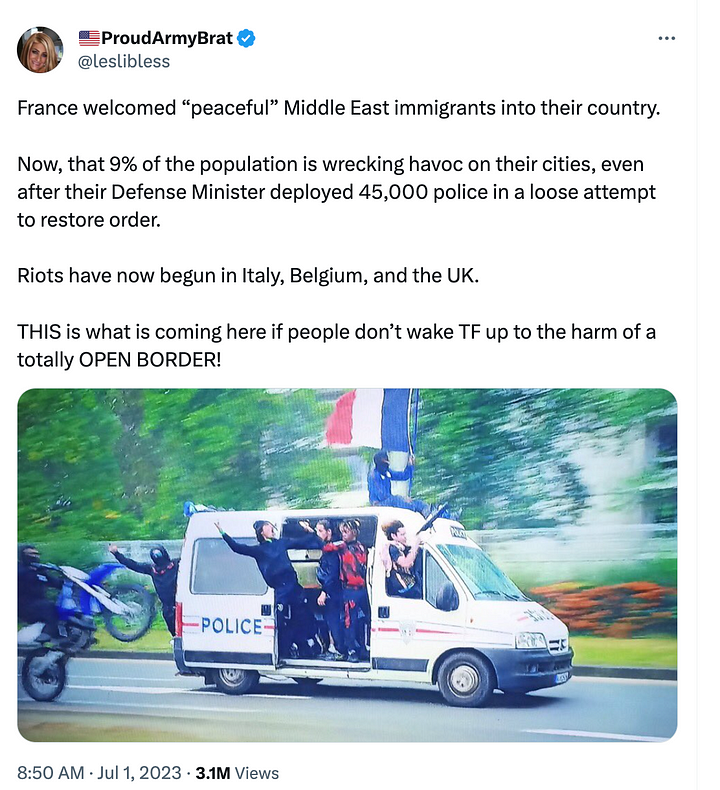 🇺🇸ProudArmyBrat
@leslibless
France welcomed “peaceful” Middle East immigrants into their country.
Now, that 9% of the population is wrecking havoc on their cities, even
after their Defense Minister deployed 45,000 police in a loose attempt
to restore order.
Riots have now begun in Italy, Belgium, and the UK.
THIS is what is coming here if people don’t wake TF up to the harm of a
totally OPEN BORDER!
POLICE
8:50 AM · Jul 1, 2023 · 3.1M Views